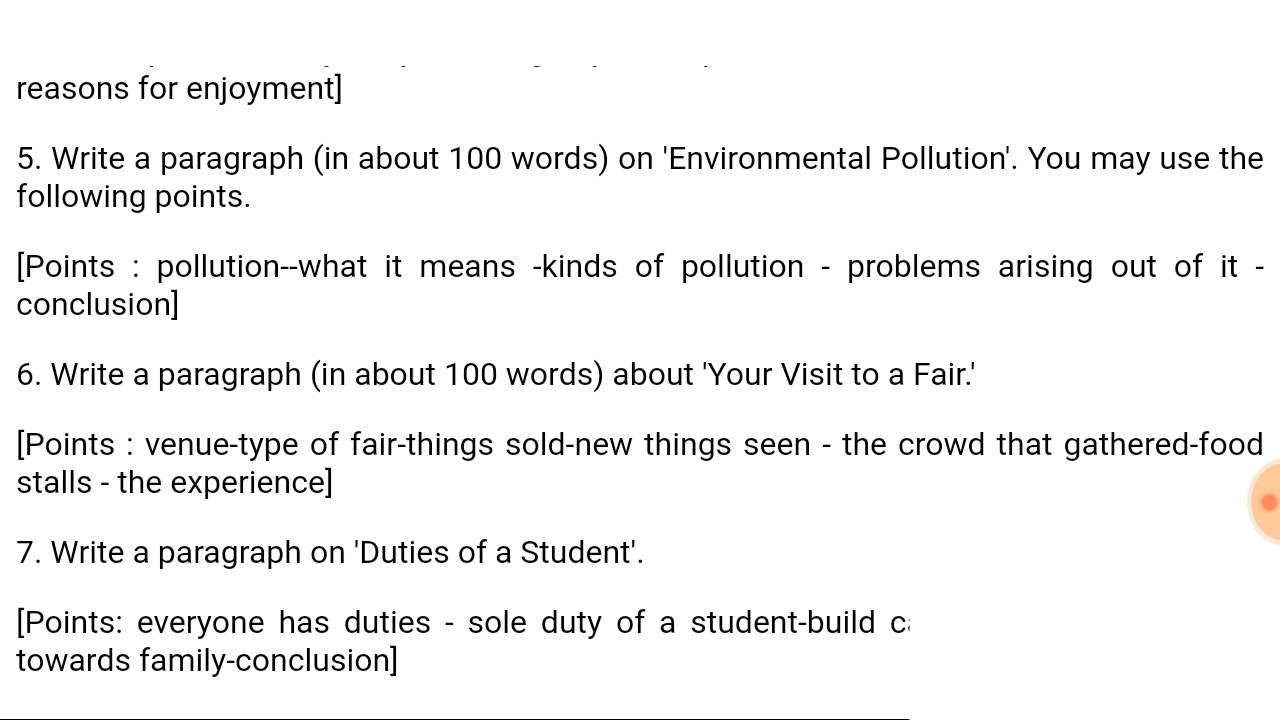 reasons for enjoyment]
5. Write a paragraph (in about 100 words) on 'Environmental Pollution'. You may use the
following points.
[Points : pollution--what it means -kinds of pollution - problems arising out of it -
conclusion]
6. Write a paragraph (in about 100 words) about 'Your Visit to a Fair.'
[Points : venue-type of fair-things sold-new things seen - the crowd that gathered-food
stalls - the experience]
7. Write a paragraph on 'Duties of a Student'.
[Points: everyone has duties - sole duty of a student-build
towards family-conclusion]